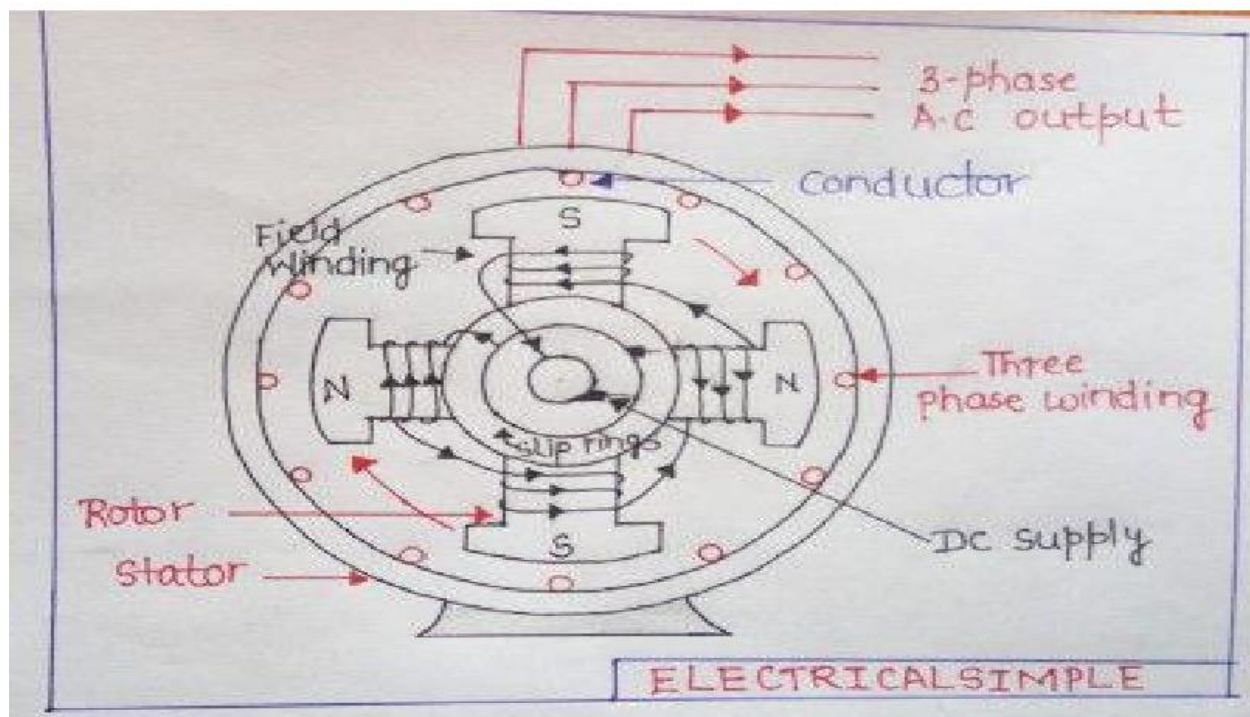 3-phase
A.C output
Conductor
S
Field
Winding
N
N
Three
phase winding
slip rings
Rotor
S
DC supply
Stator
ELECTRICALSIMPLE